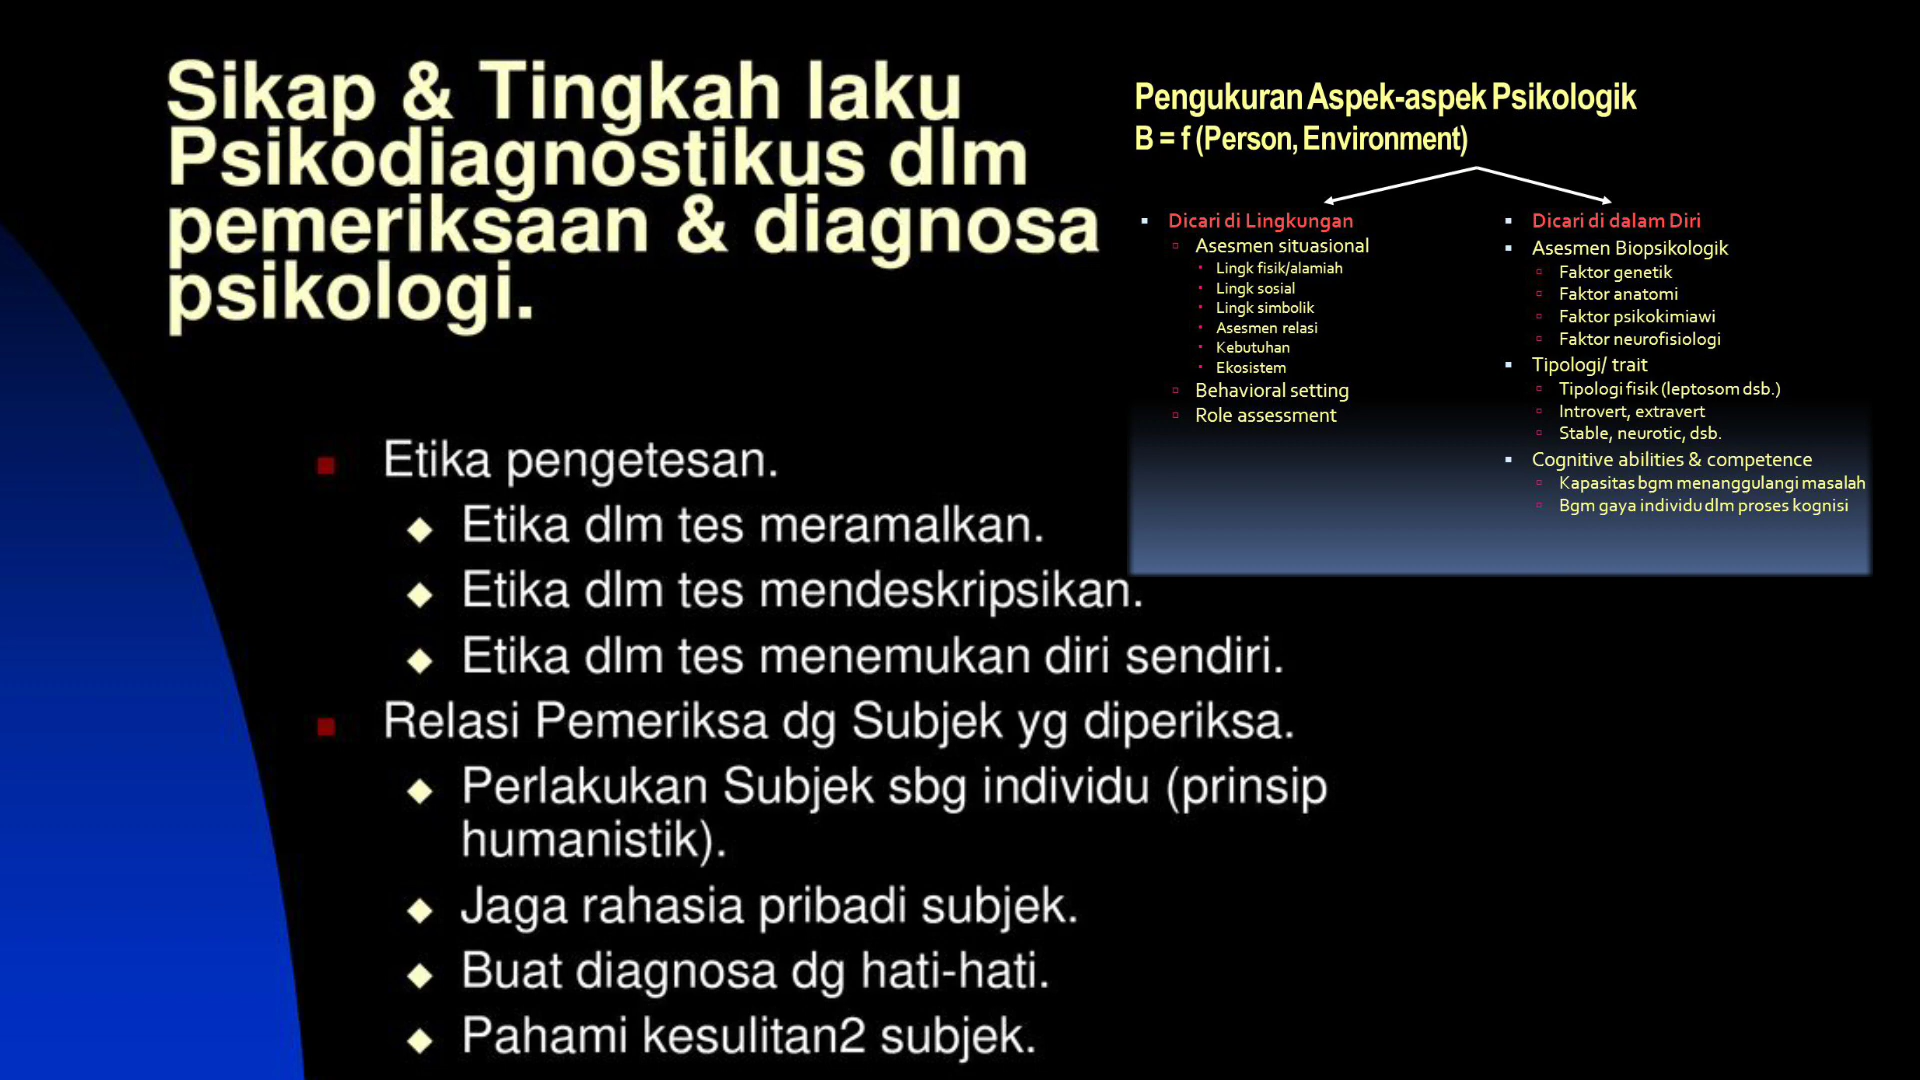 Sikap & Tingkah laku
Psikodiagnostikus dlm
pemeriksaan & diagnosa
psikologi.
Etika pengetesan.
Etika dlm tes meramalkan.
Etika dlm tes mendeskripsikan.
Etika dlm tes menemukan diri sendiri.
Relasi Pemeriksa dg Subjek yg diperiksa.
Perlakukan Subjek sbg individu (prinsip
humanistik).
Jaga rahasia pribadi subjek.
Buat diagnosa dg hati-hati.
Pahami kesulitan2 subjek.
Pengukuran Aspek-aspek Psikologik
B = f (Person, Environment)
Dicari di Lingkungan
Asesmen situasional
Lingk fisik/alamiah
Lingk sosial
Lingk simbolik
Asesmen relasi
Kebutuhan
Ekosistem
Behavioral setting
Role assessment
Dicari di dalam Diri
Asesmen Biopsikologik
Faktor genetik
Faktor anatomi
Faktor psikokimiawi
Faktor neurofisiologi
Tipologi/ trait
Tipologi fisik (leptosom dsb.)
Introvert, extravert
Stable, neurotic, dsb.
Cognitive abilities & competence
Kapasitas bgm menanggulangi masalah
Bgm gaya individu dlm proses kognisi